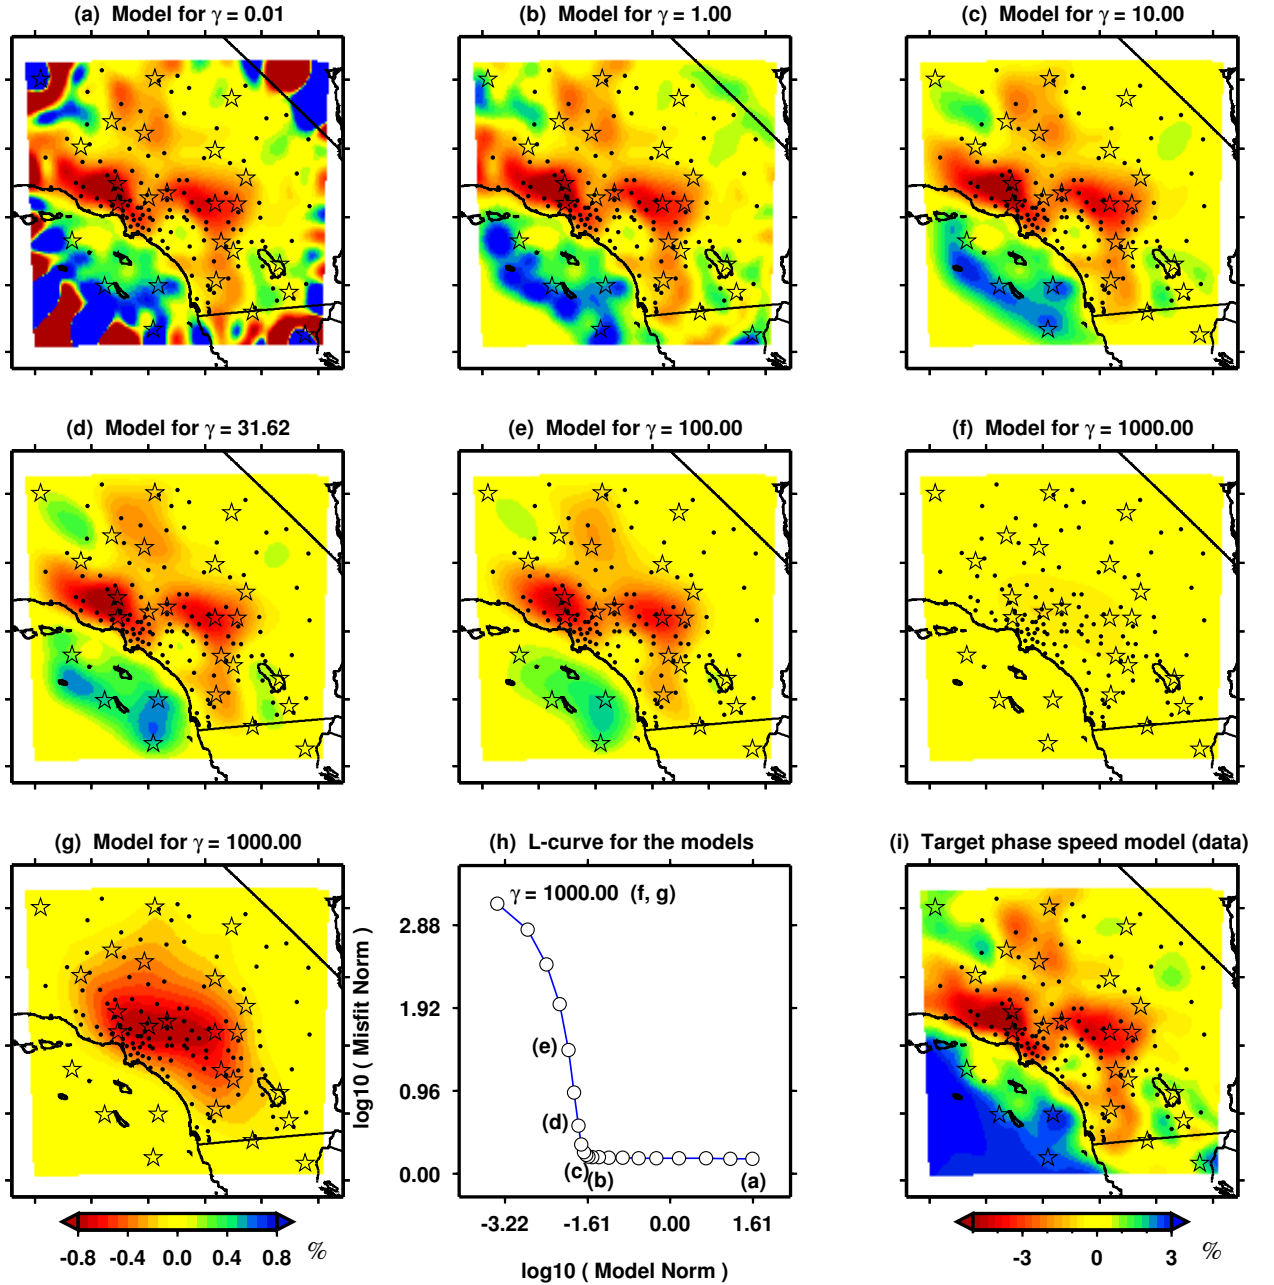 (a) Model for γ = 0.01
(b) Model for γ = 1.00
(c) Model for γ = 10.00
(d) Model for γ = 31.62
(e) Model for γ = 100.00
(f) Model for γ = 1000.00
(g) Model for γ = 1000.00
(h) L-curve for the models
(i) Target phase speed model (data)
γ = 1000.00 (f, g)
2.88
1.92
0.96
0.00
log10 ( Misfit Norm )
(e)
(d)
(c)
(b)
(a)
-3.22 -1.61 0.00 1.61
log10 ( Model Norm )
-0.8 -0.4 0.0 0.4 0.8 %
-3 0 3 %